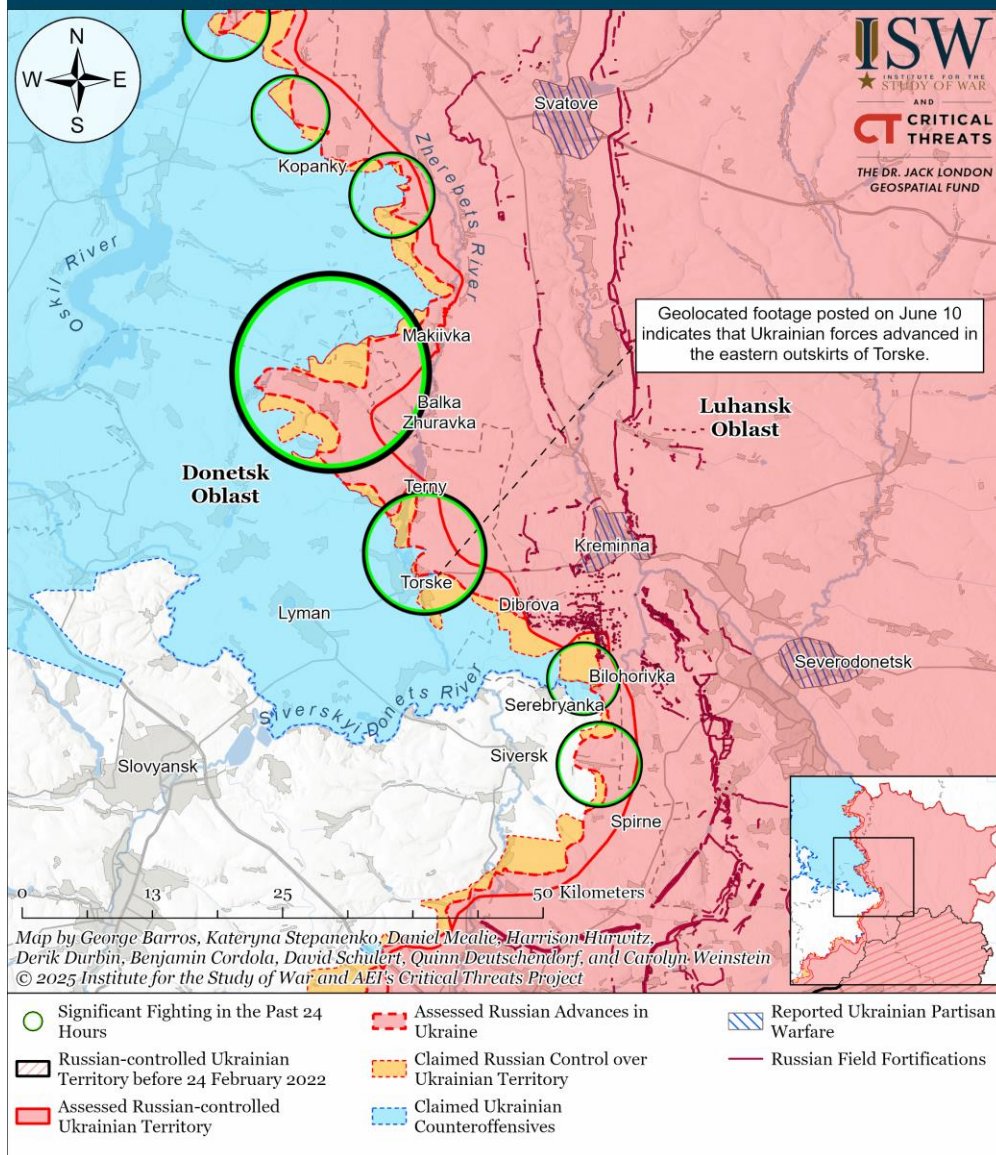 N
W
E
S
ISW
INSTITUTE FOR THE
STUDY OF WAR
AND
CT CRITICAL
THREATS
THE DR. JACK LONDON
GEOSPATIAL FUND
Svatove
Kopanky
Zherebets River
Oskil River
Geolocated footage posted on June 10
indicates that Ukrainian forces advanced in
the eastern outskirts of Torske.
Makiivka
Balka
Zhuravka
Luhansk
Oblast
Donetsk
Oblast
Terny
Kreminna
Torske
Lyman
Dibrova
Severodonetsk
Bilohorivka
Serebryanka
Siverskyi Donets River
Slovyansk
Siversk
Spirne
0 13 25 50 Kilometers
Map by George Barros, Kateryna Stepanenko, Daniel Mealie, Harrison Hurwitz,
Derik Durbin, Benjamin Cordola, David Schulert, Quinn Deutschendorf, and Carolyn Weinstein
© 2025 Institute for the Study of War and AEI's Critical Threats Project
Significant Fighting in the Past 24
Hours
Russian-controlled Ukrainian
Territory before 24 February 2022
Assessed Russian-controlled
Ukrainian Territory
Assessed Russian Advances in
Ukraine
Claimed Russian Control over
Ukrainian Territory
Claimed Ukrainian
Counteroffensives
Reported Ukrainian Partisan
Warfare
Russian Field Fortifications